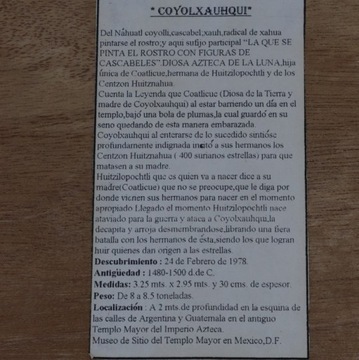 " COYOLXAUHQUI"
Del Náhuatl coyolli,cascabel;xauh,radical de xahua
pintarse el rostro;y aqui sufijo participal "LA QUE SE
PINTA EL ROSTRO CON FIGURAS DE
CASCABELES".DIOSA AZTECA DE LA LUNA,hija
única de Coatlicue,hermana de Huitzilopochtli y de los
Centzon Huitznahua.
Cuenta la Leyenda que Coatlicue (Diosa de la Tierra y
madre de Coyolxauhqui) al estar barriendo un día en el
templo,bajó una bola de plumas,la cual guardó en su
seno quedando de esta manera embarazada.
Coyolxauhqui al enterarse de lo sucedido sintióse
profundamente indignada incitó a sus hermanos los
Centzon Huitznahua ( 400 surianos estrellas) para que
matasen a su madre.
Huitzilopochtli que es quien va a nacer dice a su
madre(Coatlicue) que no se preocupe,que le diga por
donde vienen sus hermanos para nacer en el momento
apropiado Llegado el momento Huitzilopochtli nace
ataviado para la guerra y ataca a Coyolxauhqui,la
decapita y arroja desmembrandose,librando una fiera
batalla con los hermanos de ésta,siendo los que logran
huir quienes dan origen a las estrellas.
Descubrimiento : 24 de Febrero de 1978.
Antigüedad : 1480-1500 d.de C.
Medidas: 3.25 mts. x 2.95 mts. y 30 cms. de espesor.
Peso: De 8 a 8.5 toneladas.
Localización : A 2 mts.de profundidad en la esquina de
las calles de Argentina y Guatemala en el antiguo
Templo Mayor del Imperio Azteca.
Museo de Sitio del Templo Mayor en Mexico,D.F.